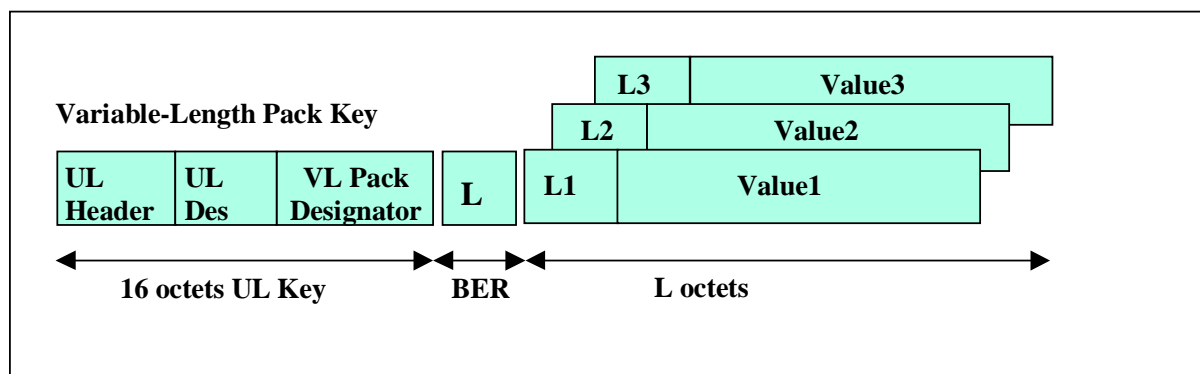 L3 Value3
Variable-Length Pack Key
L2 Value2
UL Header
UL Des
VL Pack Designator
L
L1 Value1
16 octets UL Key
BER
L octets